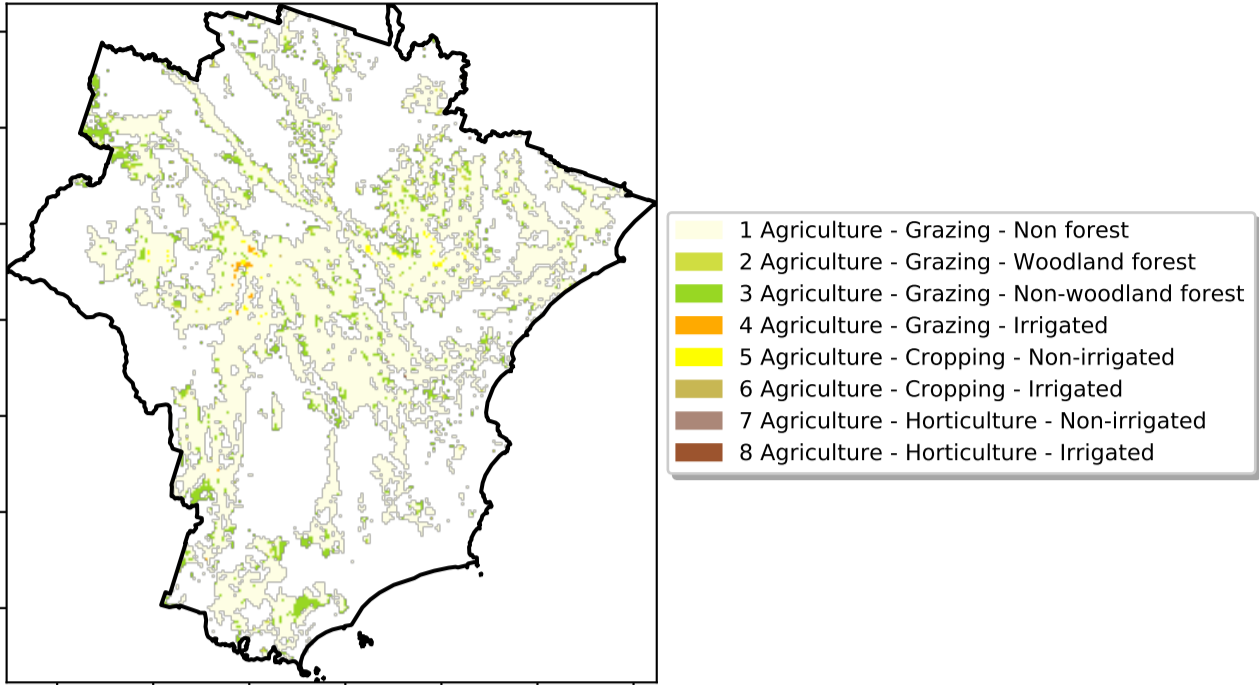 1 Agriculture - Grazing - Non forest
2 Agriculture - Grazing - Woodland forest
3 Agriculture - Grazing - Non-woodland forest
4 Agriculture - Grazing - Irrigated
5 Agriculture - Cropping - Non-irrigated
6 Agriculture - Cropping - Irrigated
7 Agriculture - Horticulture - Non-irrigated
8 Agriculture - Horticulture - Irrigated